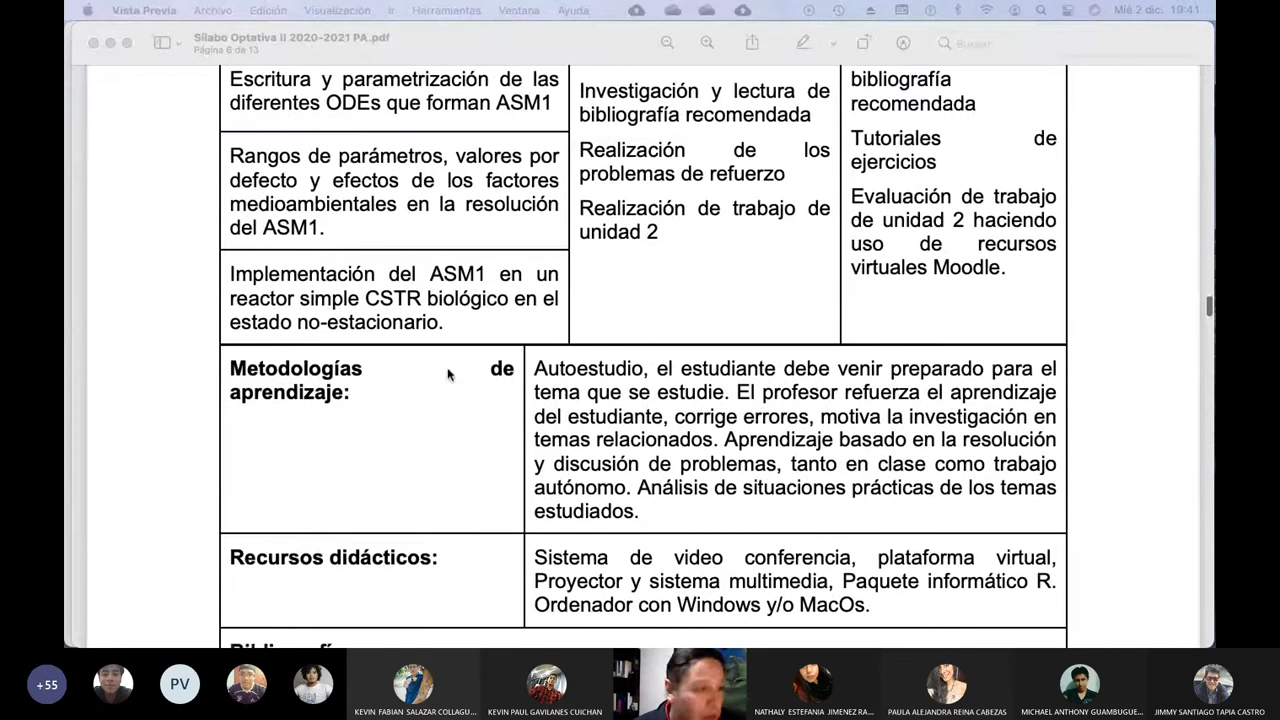 Vista Previa Archivo Edición Visualización Ir Herramientas Ventana Ayuda Mié 2 dic. 19:41
Sílabo Optativa II 2020-2021 PA.pdf
Página 6 de 13
Buscar
Escritura y parametrización de las
diferentes ODEs que forman ASM1
Rangos de parámetros, valores por
defecto y efectos de los factores
medioambientales en la resolución
del ASM1.
Implementación del ASM1 en un
reactor simple CSTR biológico en el
estado no-estacionario.
Investigación y lectura de
bibliografía recomendada
Realización de los
problemas de refuerzo
Realización de trabajo de
unidad 2
bibliografía
recomendada
Tutoriales de
ejercicios
Evaluación de trabajo
de unidad 2 haciendo
uso de recursos
virtuales Moodle.
Metodologías de
aprendizaje:
Autoestudio, el estudiante debe venir preparado para el
tema que se estudie. El profesor refuerza el aprendizaje
del estudiante, corrige errores, motiva la investigación en
temas relacionados. Aprendizaje basado en la resolución
y discusión de problemas, tanto en clase como trabajo
autónomo. Análisis de situaciones prácticas de los temas
estudiados.
Recursos didácticos:
Sistema de video conferencia, plataforma virtual,
Proyector y sistema multimedia, Paquete informático R.
Ordenador con Windows y/o MacOs.
+55
PV
KEVIN FABIAN SALAZAR COLLAGU...
KEVIN PAUL GAVILANES CUICHAN
NATHALY ESTEFANIA JIMENEZ RA...
PAULA ALEJANDRA REINA CABEZAS
MICHAEL ANTHONY GUAMBUGUE...
JIMMY SANTIAGO TAPIA CASTRO